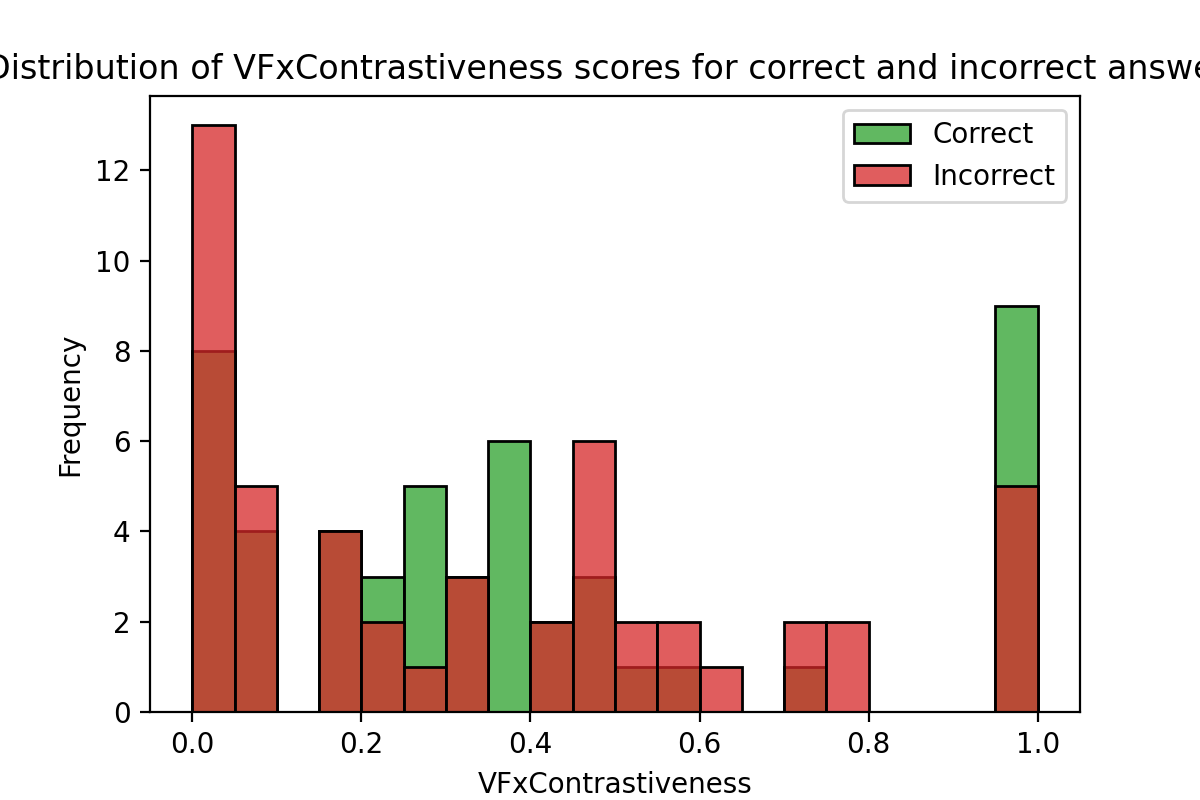 Distribution of VFxContrastiveness scores for correct and incorrect answe
Correct
Incorrect
12
10
8
6
4
2
0
Frequency
0.0 0.2 0.4 0.6 0.8 1.0
VFxContrastiveness